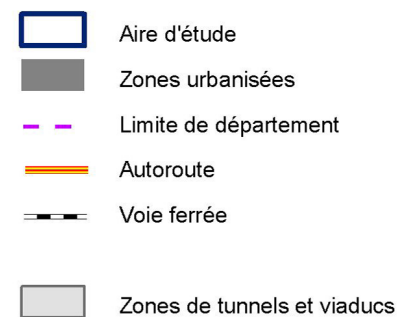 Aire d'étude
Zones urbanisées
Limite de département
Autoroute
Voie ferrée
Zones de tunnels et viaducs